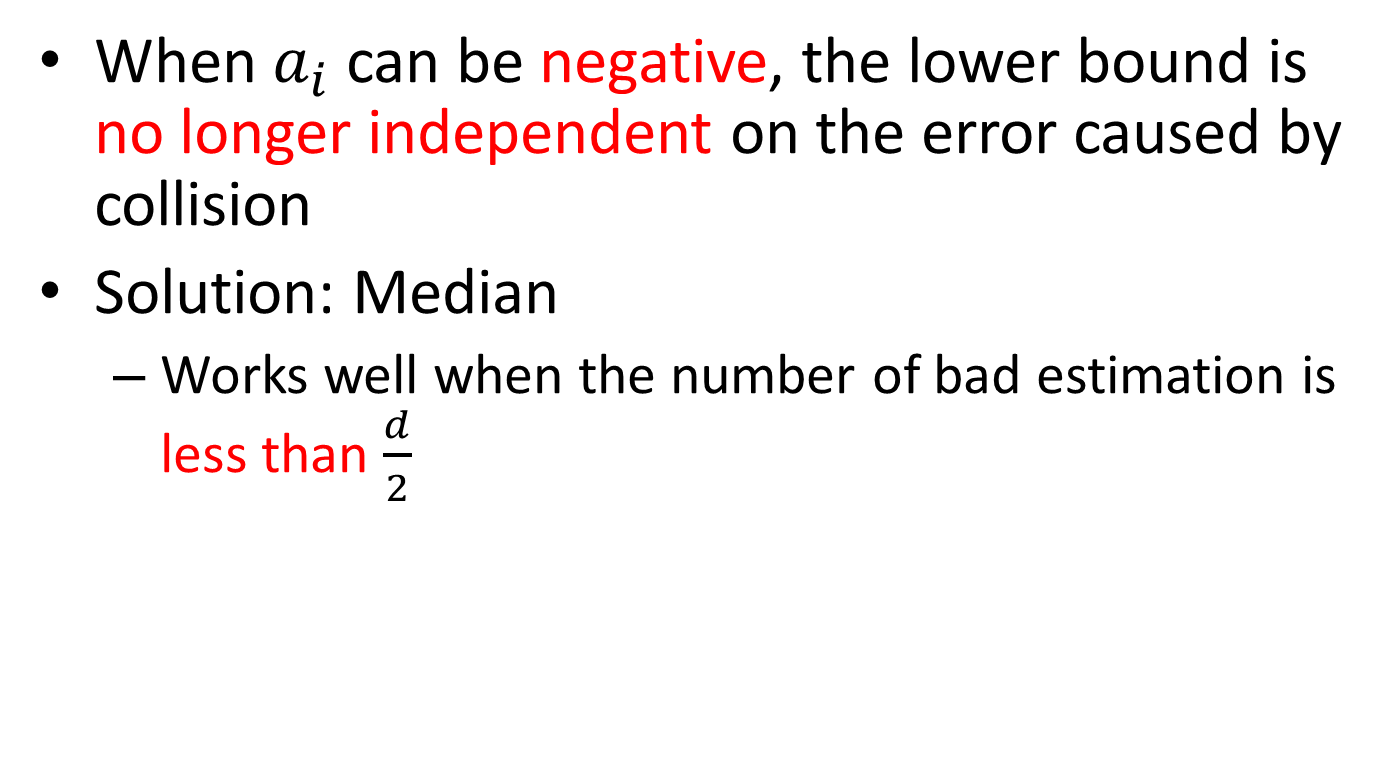 • When 𝑎ᵢ can be negative, the lower bound is
no longer independent on the error caused by
collision
• Solution: Median
– Works well when the number of bad estimation is
less than 𝑑/2